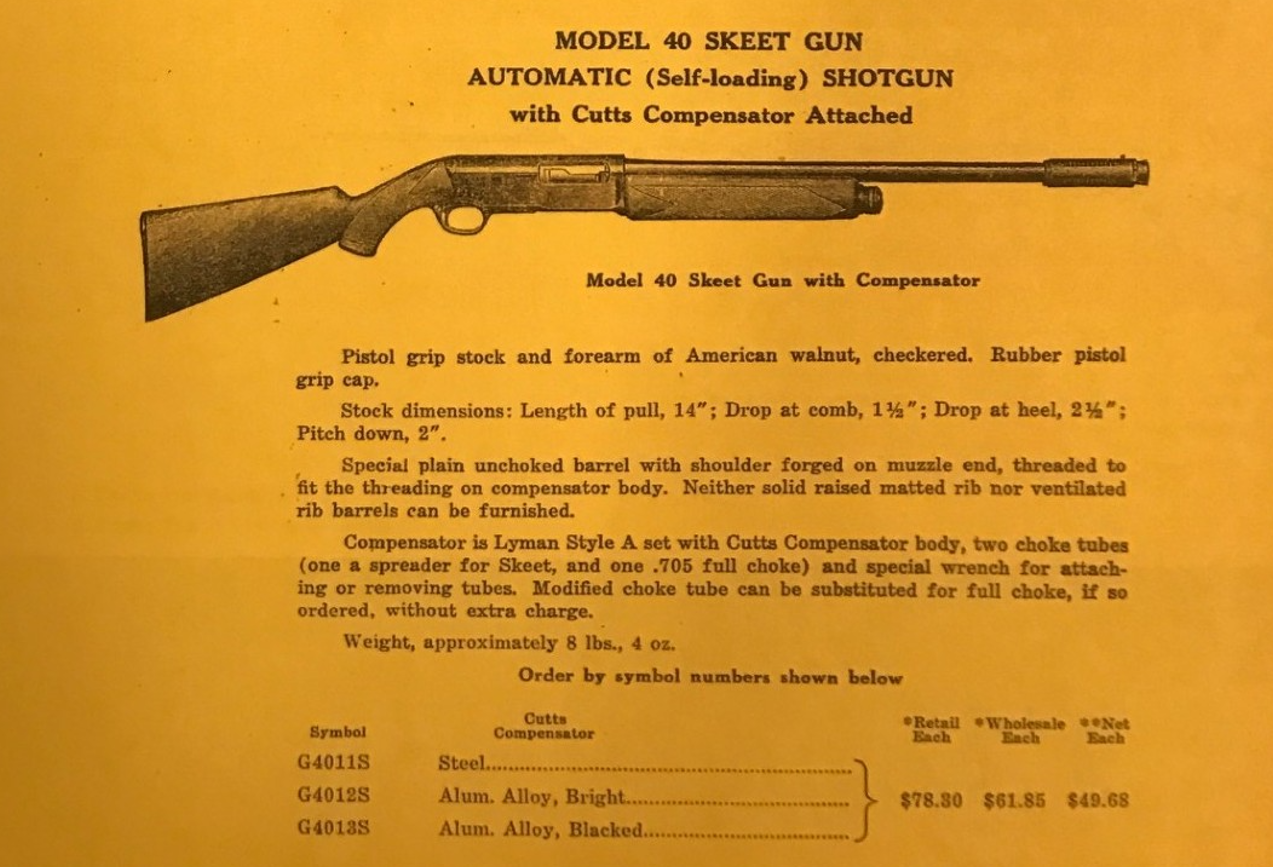 MODEL 40 SKEET GUN
AUTOMATIC (Self-loading) SHOTGUN
with Cutts Compensator Attached
Model 40 Skeet Gun with Compensator
Pistol grip stock and forearm of American walnut, checkered. Rubber pistol
grip cap.
Stock dimensions: Length of pull, 14"; Drop at comb, 1½"; Drop at heel, 2½";
Pitch down, 2".
Special plain unchoked barrel with shoulder forged on muzzle end, threaded to
fit the threading on compensator body. Neither solid raised matted rib nor ventilated
rib barrels can be furnished.
Compensator is Lyman Style A set with Cutts Compensator body, two choke tubes
(one a spreader for Skeet, and one .705 full choke) and special wrench for attach-
ing or removing tubes. Modified choke tube can be substituted for full choke, if so
ordered, without extra charge.
Weight, approximately 8 lbs., 4 oz.
Order by symbol numbers shown below
Symbol Cutts Compensator *Retail Each *Wholesale Each **Net Each
G4011S Steel
G4012S Alum. Alloy, Bright $78.30 $61.85 $49.68
G4013S Alum. Alloy, Blacked